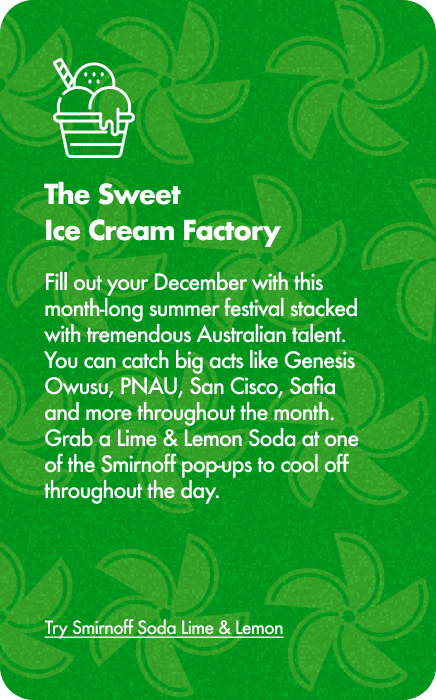 The Sweet
Ice Cream Factory
Fill out your December with this
month-long summer festival stacked
with tremendous Australian talent.
You can catch big acts like Genesis
Owusu, PNAU, San Cisco, Safia
and more throughout the month.
Grab a Lime & Lemon Soda at one
of the Smirnoff pop-ups to cool off
throughout the day.
Try Smirnoff Soda Lime & Lemon